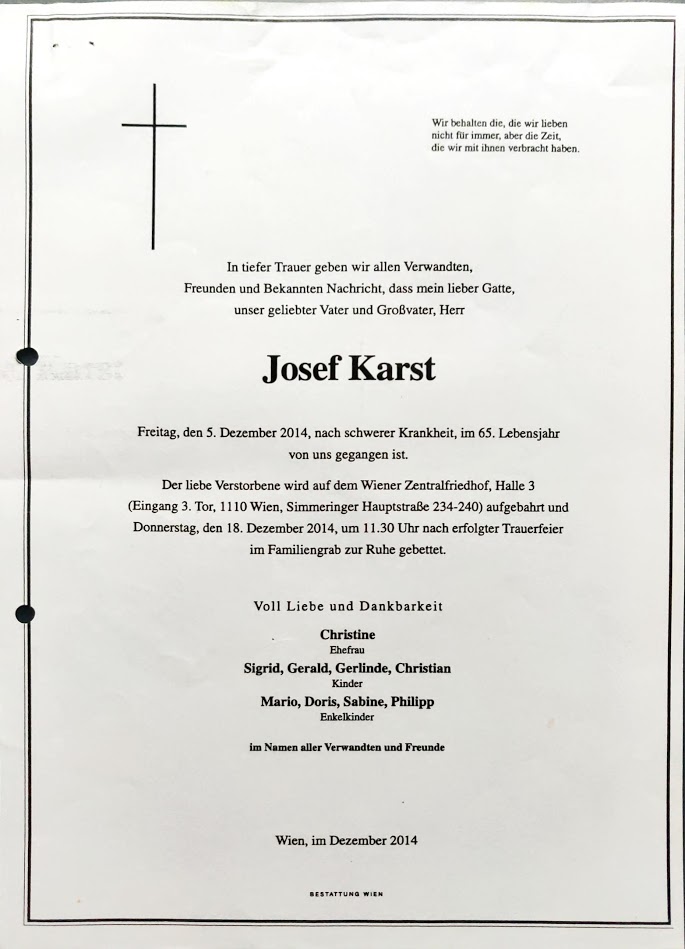 Wir behalten die, die wir lieben
nicht für immer, aber die Zeit,
die wir mit ihnen verbracht haben.
In tiefer Trauer geben wir allen Verwandten,
Freunden und Bekannten Nachricht, dass mein lieber Gatte,
unser geliebter Vater und Großvater, Herr
Josef Karst
Freitag, den 5. Dezember 2014, nach schwerer Krankheit, im 65. Lebensjahr
von uns gegangen ist.
Der liebe Verstorbene wird auf dem Wiener Zentralfriedhof, Halle 3
(Eingang 3. Tor, 1110 Wien, Simmeringer Hauptstraße 234-240) aufgebahrt und
Donnerstag, den 18. Dezember 2014, um 11.30 Uhr nach erfolgter Trauerfeier
im Familiengrab zur Ruhe gebettet.
Voll Liebe und Dankbarkeit
Christine
Ehefrau
Sigrid, Gerald, Gerlinde, Christian
Kinder
Mario, Doris, Sabine, Philipp
Enkelkinder
im Namen aller Verwandten und Freunde
Wien, im Dezember 2014
BESTATTUNG WIEN